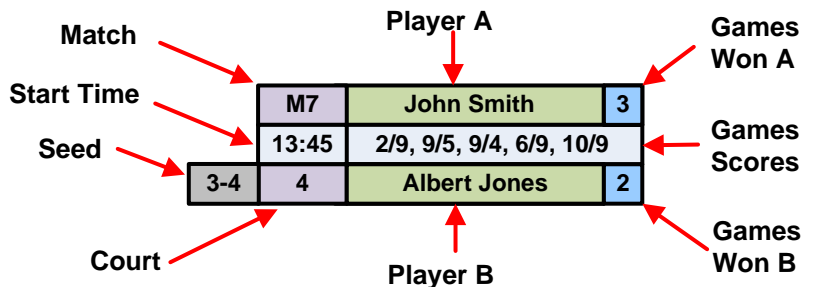 Player A
Games
Won A
Match
Start Time
M7 John Smith 3
13:45 2/9, 9/5, 9/4, 6/9, 10/9
Games
Scores
Seed
3-4 4 Albert Jones 2
Court
Player B
Games
Won B